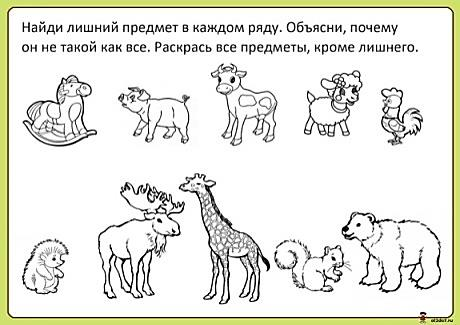 Найди лишний предмет в каждом ряду. Объясни, почему
он не такой как все. Раскрась все предметы, кроме лишнего.